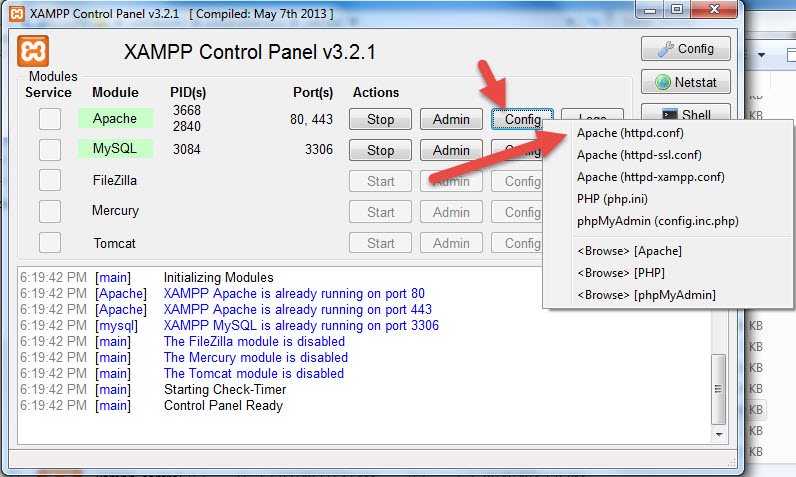 XAMPP Control Panel v3.2.1 [ Compiled: May 7th 2013 ]
XAMPP Control Panel v3.2.1
Config
Modules
Service Module PID(s) Port(s) Actions
Netstat
Apache 3668 2840 80, 443 Stop Admin Config Logs
Shell
MySQL 3084 3306 Stop Admin Config
FileZilla Start Admin Config
Mercury Start Admin Config
Tomcat Start Admin Config
Apache (httpd.conf)
Apache (httpd-ssl.conf)
Apache (httpd-xampp.conf)
PHP (php.ini)
phpMyAdmin (config.inc.php)
<Browse> [Apache]
<Browse> [PHP]
<Browse> [phpMyAdmin]
6:19:42 PM [main] Initializing Modules
6:19:42 PM [Apache] XAMPP Apache is already running on port 80
6:19:42 PM [Apache] XAMPP Apache is already running on port 443
6:19:42 PM [mysql] XAMPP MySQL is already running on port 3306
6:19:42 PM [main] The FileZilla module is disabled
6:19:42 PM [main] The Mercury module is disabled
6:19:42 PM [main] The Tomcat module is disabled
6:19:42 PM [main] Starting Check-Timer
6:19:42 PM [main] Control Panel Ready
KB
KB
KB
KB
KB
KB
KB